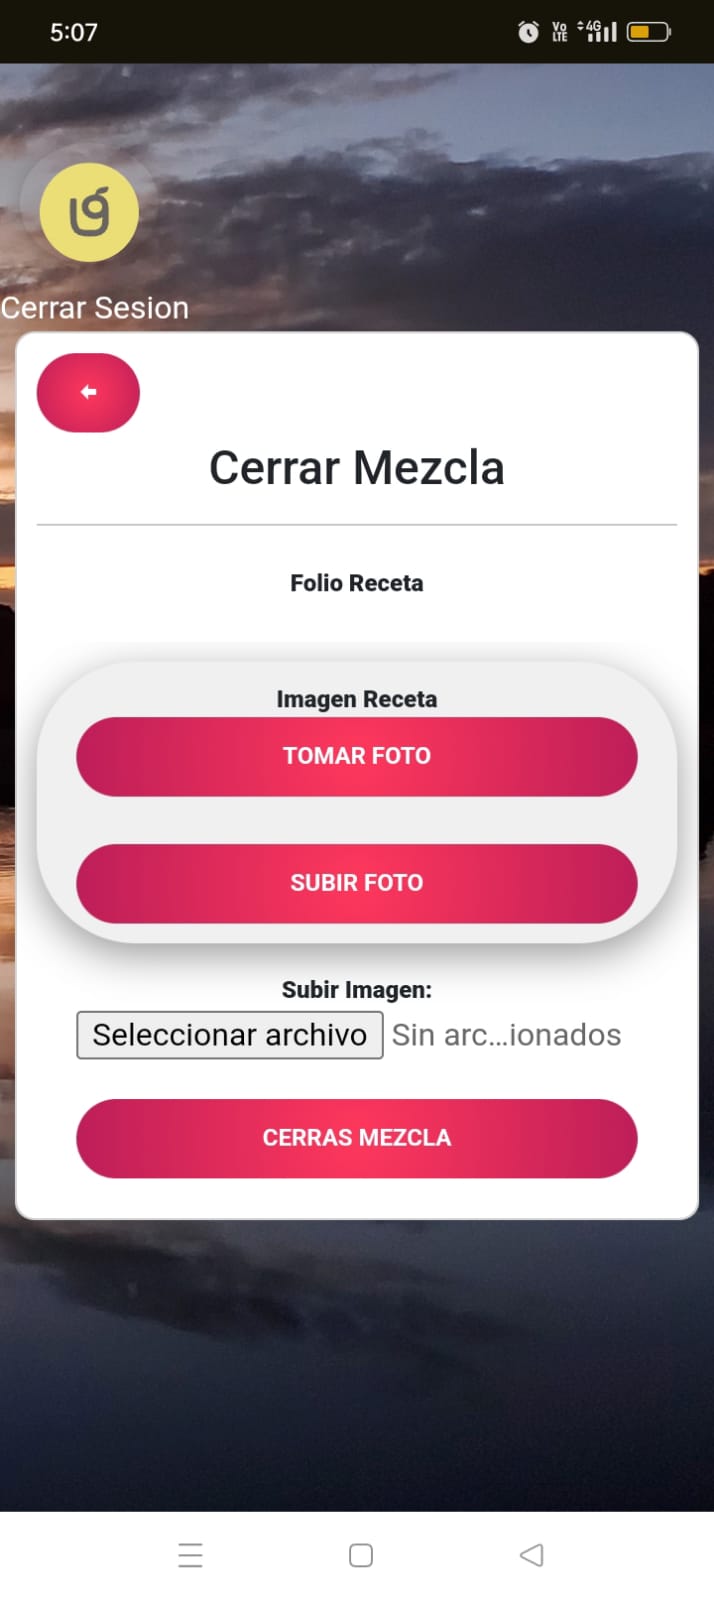 5:07
Vo
LTE
4G
Cerrar Sesion
Cerrar Mezcla
Folio Receta
Imagen Receta
TOMAR FOTO
SUBIR FOTO
Subir Imagen:
Seleccionar archivo Sin arc...ionados
CERRAS MEZCLA